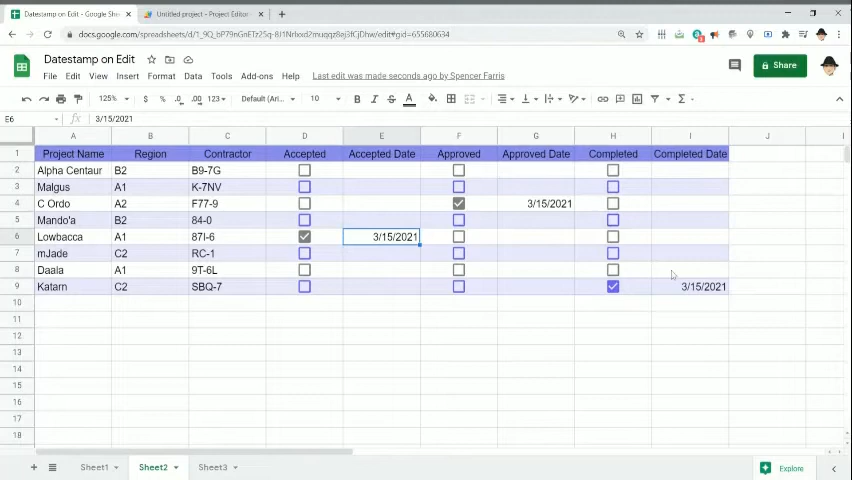 Datestamp on Edit - Google Shee
Untitled project - Project Editor
docs.google.com/spreadsheets/d/1_9Q_bP79nGnETz25q-8J1Nrlxd2muqqz8ej3fCjDhw/edit#gid=655680634
Datestamp on Edit
File Edit View Insert Format Data Tools Add-ons Help Last edit was made seconds ago by Spencer Farris
Share
125% $ % .0 .00 123 Default (Ari... 10 B I S A
E6 fx 3/15/2021
A B C D E F G H I J
1 Project Name Region Contractor Accepted Accepted Date Approved Approved Date Completed Completed Date
2 Alpha Centaur B2 B9-7G
3 Malgus A1 K-7NV
4 C Ordo A2 F77-9 3/15/2021
5 Mando'a B2 84-0
6 Lowbacca A1 87I-6 3/15/2021
7 mJade C2 RC-1
8 Daala A1 9T-6L
9 Katarn C2 SBQ-7 3/15/2021
10
11
12
13
14
15
16
17
18
Sheet1 Sheet2 Sheet3 Explore